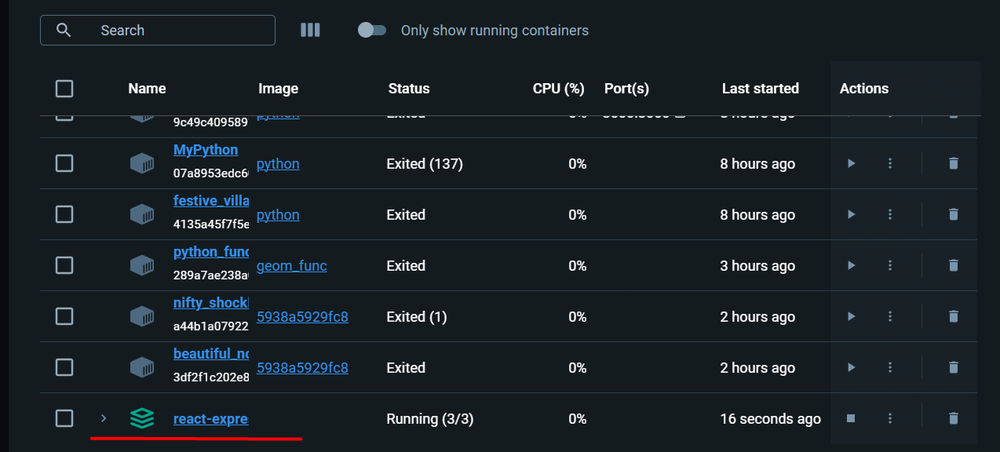 Search
Only show running containers
Name Image Status CPU (%) Port(s) Last started Actions
9c49c409589 python Exited 0% hours ago
MyPython
07a8953edc6 python Exited (137) 0% 8 hours ago
festive_villa
4135a45f7f5e python Exited 0% 8 hours ago
python_func
289a7ae238a geom_func Exited 0% 3 hours ago
nifty_shock
a44b1a07922 5938a5929fc8 Exited (1) 0% 2 hours ago
beautiful_no
3df2f1c202e8 5938a5929fc8 Exited 0% 2 hours ago
react-expre Running (3/3) 0% 16 seconds ago